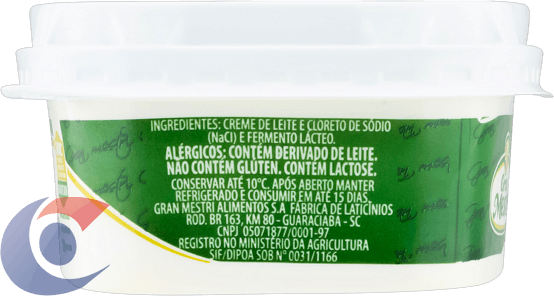 INGREDIENTES: CREME DE LEITE E CLORETO DE SÓDIO
(NaCl) E FERMENTO LÁCTEO.
ALÉRGICOS: CONTÉM DERIVADO DE LEITE.
NÃO CONTÉM GLÚTEN. CONTÉM LACTOSE.
CONSERVAR ATÉ 10°C. APÓS ABERTO MANTER
REFRIGERADO E CONSUMIR EM ATÉ 15 DIAS.
GRAN MESTRI ALIMENTOS S.A. FABRICA DE LATICÍNIOS
ROD. BR 163, KM 80 - GUARACIABA - SC
CNPJ 05071877/0001-97
REGISTRO NO MINISTÉRIO DA AGRICULTURA
SIF/DIPOA SOB N° 0031/1166